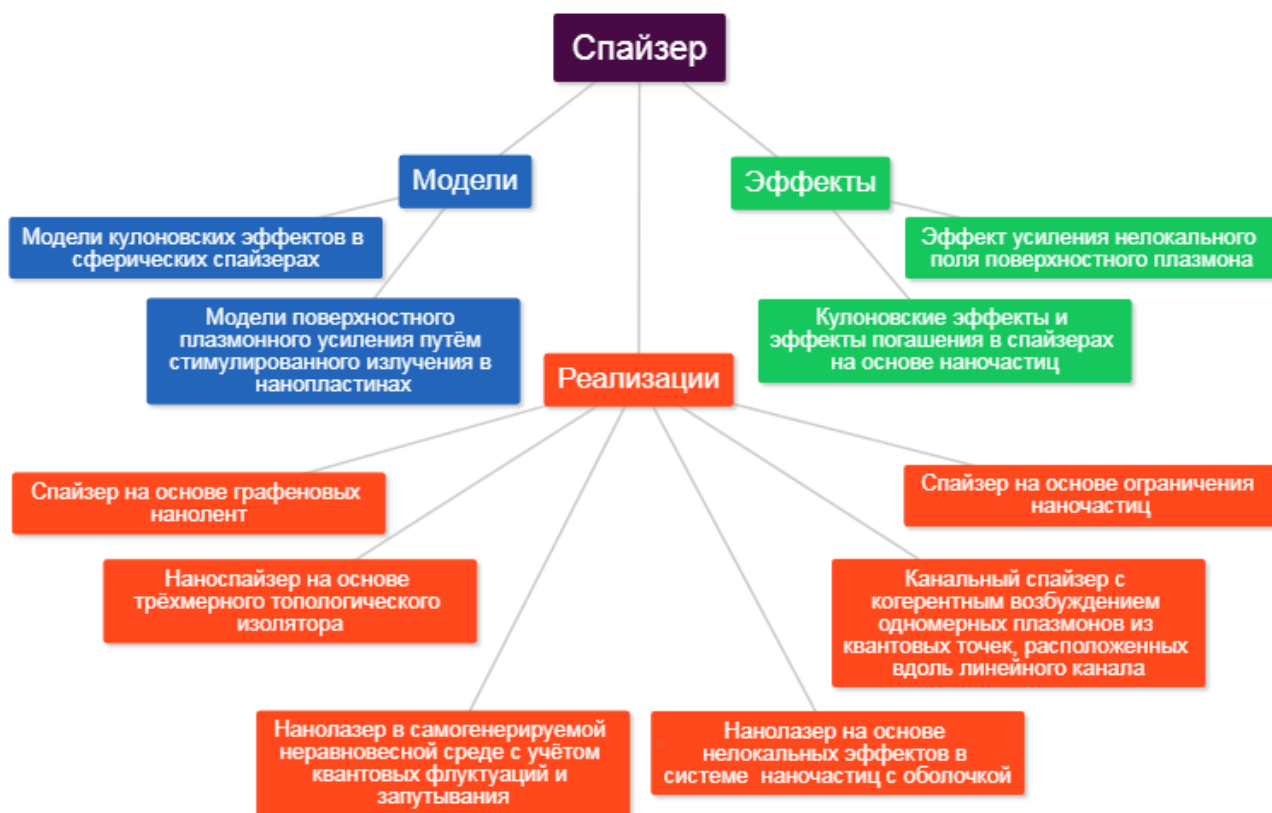 Спайзер
Модели
Эффекты
Модели кулоновских эффектов в
сферических спайзерах
Эффект усиления нелокального
поля поверхностного плазмона
Модели поверхностного
плазмонного усиления путём
стимулированного излучения в
нанопластинах
Кулоновские эффекты и
эффекты погашения в спайзерах
на основе наночастиц
Реализации
Спайзер на основе графеновых
нанолент
Спайзер на основе ограничения
наночастиц
Наноспайзер на основе
трёхмерного топологического
изолятора
Канальный спайзер с
когерентным возбуждением
одномерных плазмонов из
квантовых точек, расположенных
вдоль линейного канала
Нанолазер в самогенерируемой
неравновесной среде с учётом
квантовых флуктуаций и
запутывания
Нанолазер на основе
нелокальных эффектов в
системе наночастиц с оболочкой